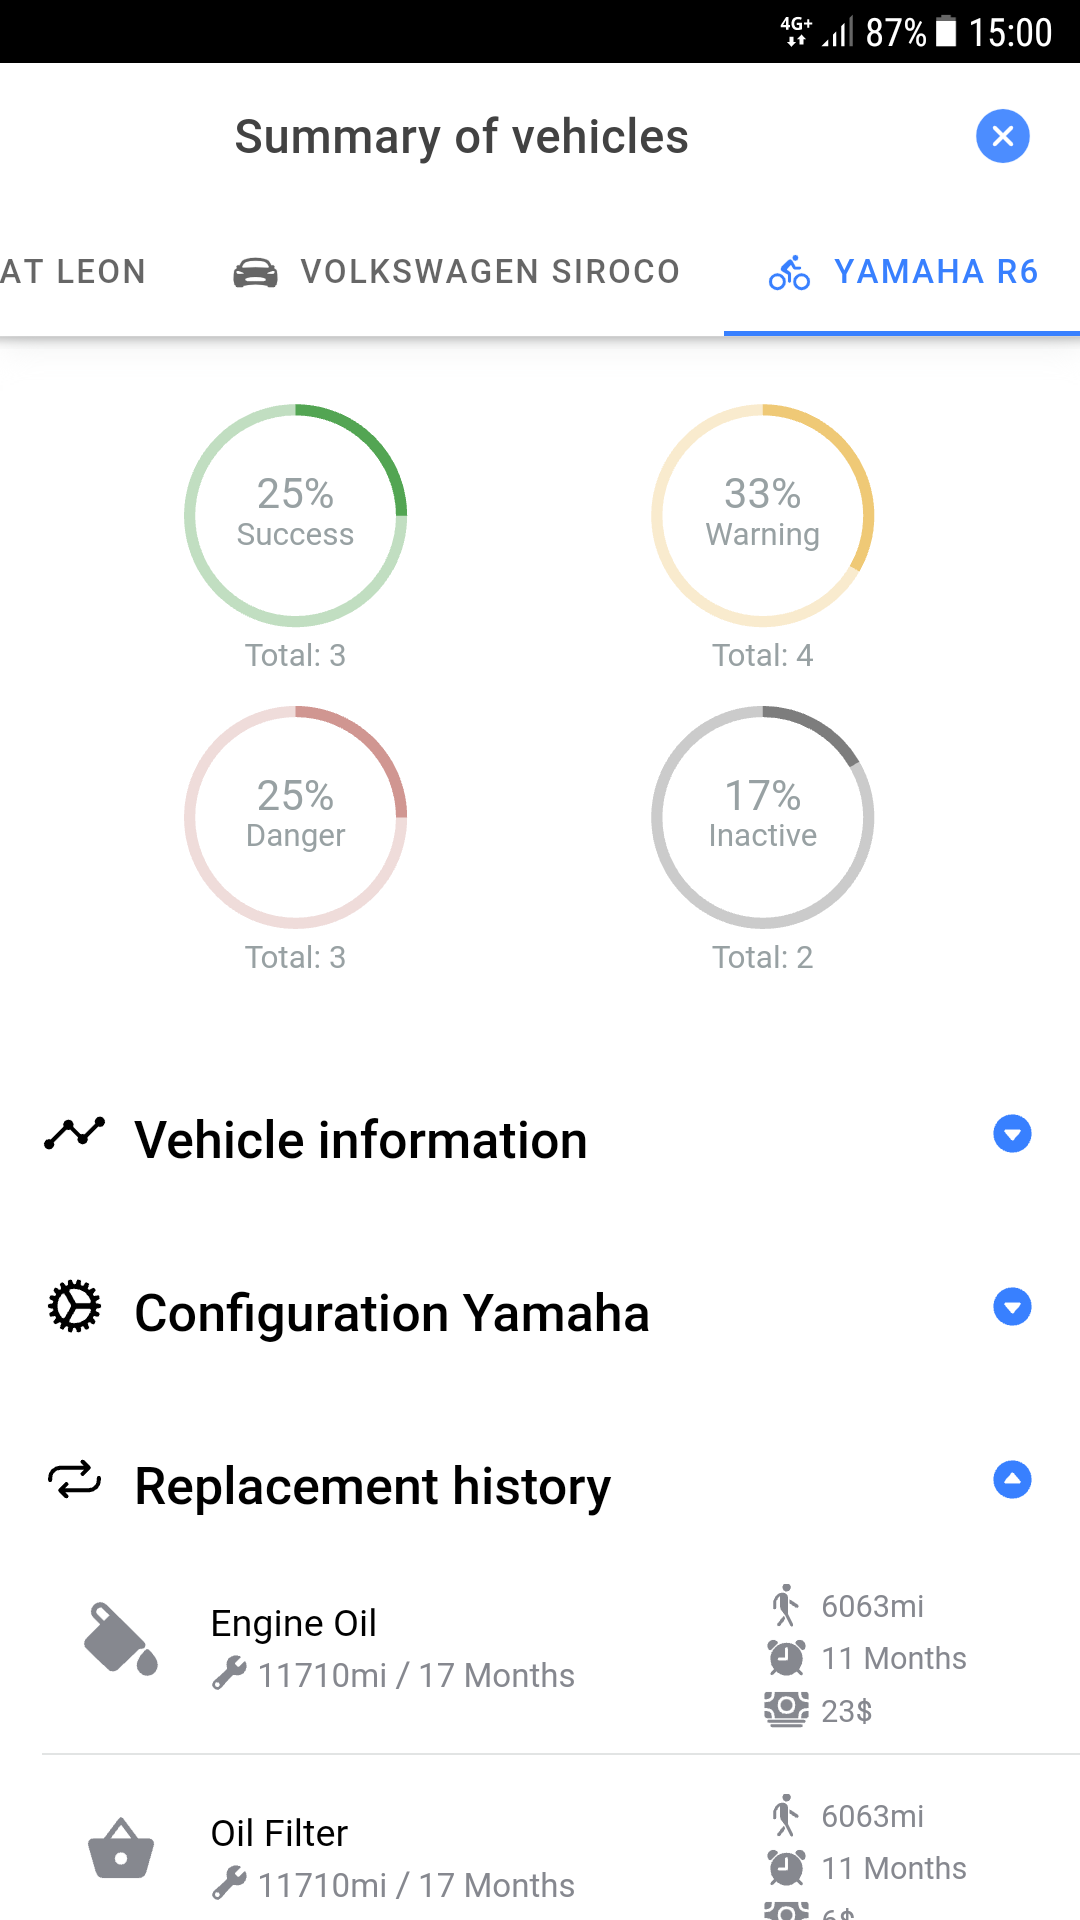 4G+ 87% 15:00
Summary of vehicles
AT LEON VOLKSWAGEN SIROCO YAMAHA R6
25%
Success
Total: 3
33%
Warning
Total: 4
25%
Danger
Total: 3
17%
Inactive
Total: 2
Vehicle information
Configuration Yamaha
Replacement history
Engine Oil
11710mi / 17 Months
6063mi
11 Months
23$
Oil Filter
11710mi / 17 Months
6063mi
11 Months
6$